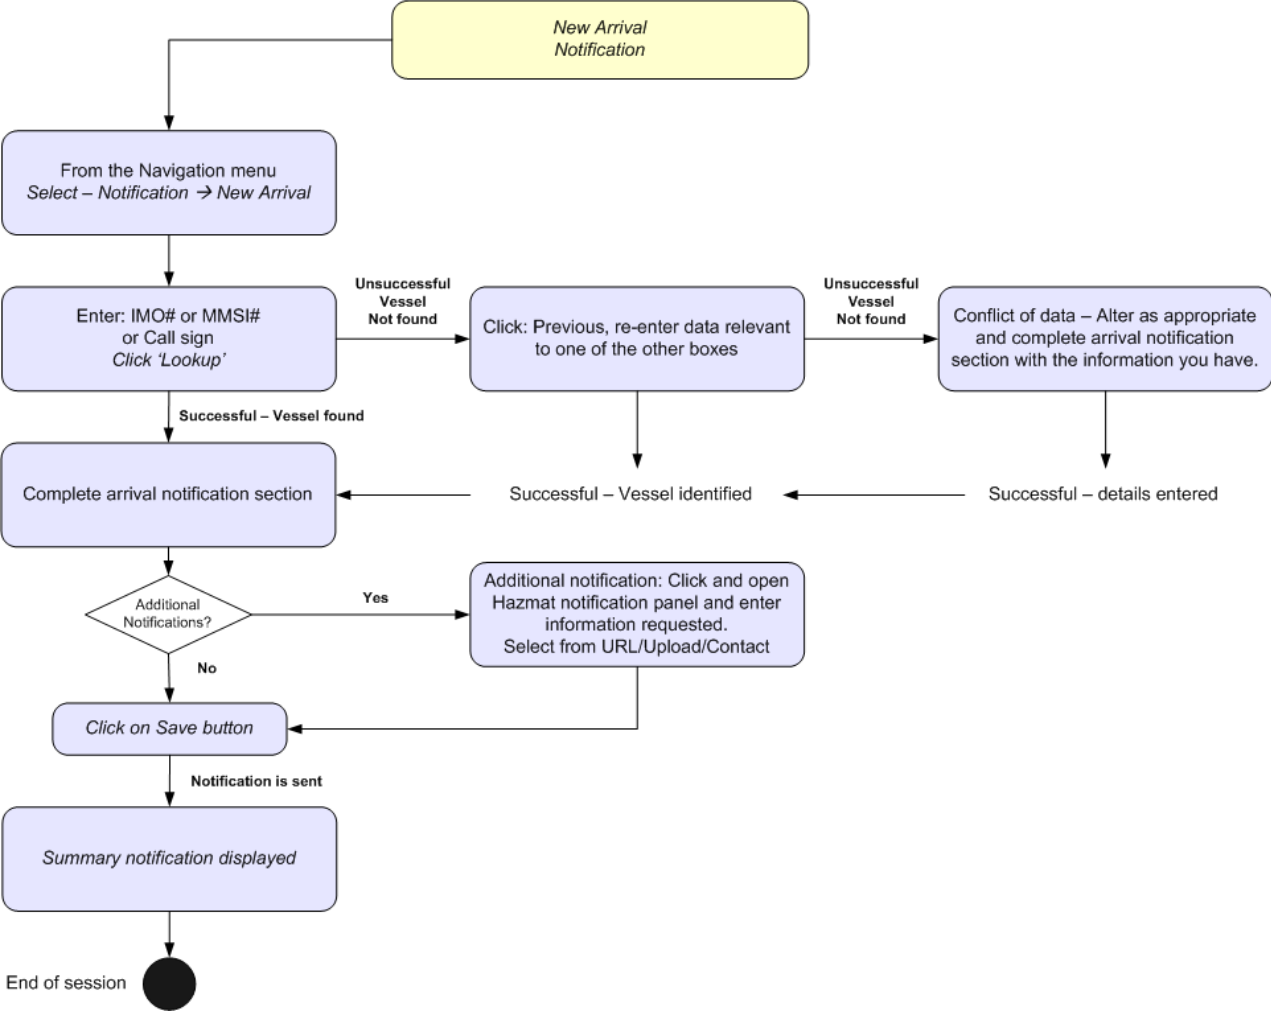 New Arrival
Notification
From the Navigation menu
Select – Notification → New Arrival
Enter: IMO# or MMSI#
or Call sign
Click ‘Lookup’
Unsuccessful
Vessel
Not found
Click: Previous, re-enter data relevant
to one of the other boxes
Unsuccessful
Vessel
Not found
Conflict of data – Alter as appropriate
and complete arrival notification
section with the information you have.
Successful – Vessel found
Complete arrival notification section
Successful – Vessel identified
Successful – details entered
Additional
Notifications?
Yes
Additional notification: Click and open
Hazmat notification panel and enter
information requested.
Select from URL/Upload/Contact
No
Click on Save button
Notification is sent
Summary notification displayed
End of session